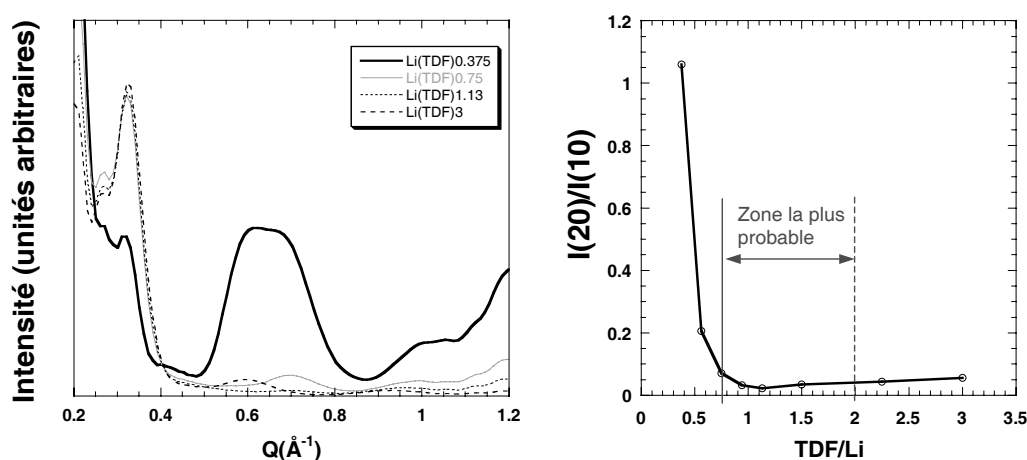 Intensité (unités arbitraires)
Li(TDF)0.375
Li(TDF)0.75
Li(TDF)1.13
Li(TDF)3
0.2
0.4
0.6
0.8
1
1.2
Q(Å-1)
I(20)/I(10)
1.2
1
0.8
0.6
0.4
0.2
0
Zone la plus
probable
0
0.5
1
1.5
2
2.5
3
3.5
TDF/Li